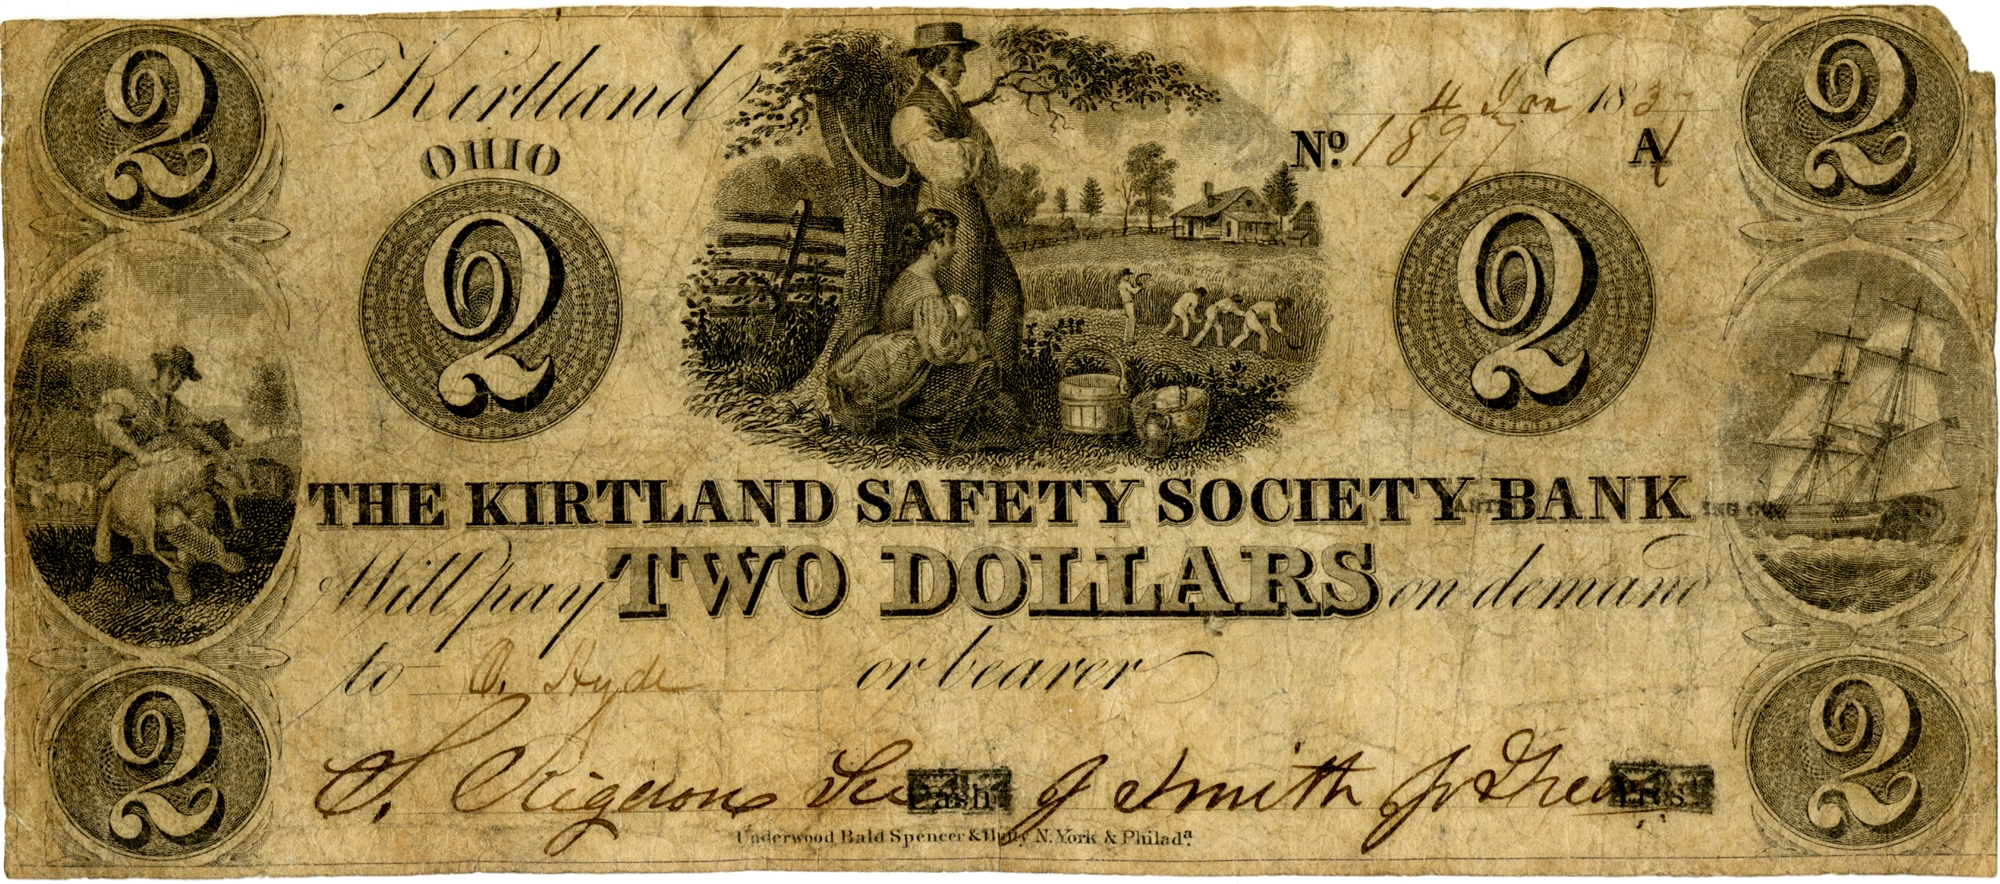 2 Kirtland 4 Jan 1837 2
OHIO No. 1897 A
2 2
THE KIRTLAND SAFETY SOCIETY BANK
Will pay TWO DOLLARS on demand
to O. Hyde or bearer
S. Rigdon Sec Cash J Smith Jr Trea Pres
2 Underwood Bald Spencer & Hufty N. York & Philada. 2